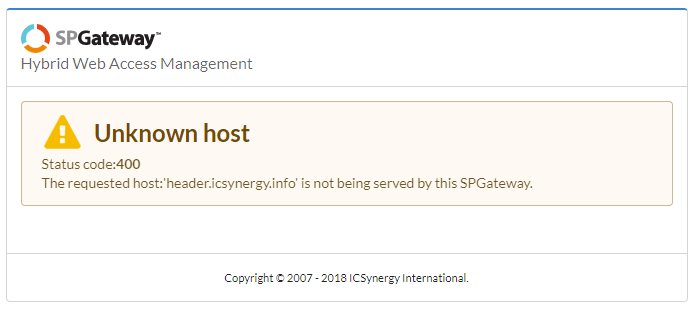 SPGateway™
Hybrid Web Access Management
Unknown host
Status code:400
The requested host:'header.icsynergy.info' is not being served by this SPGateway.
Copyright © 2007 - 2018 ICSynergy International.